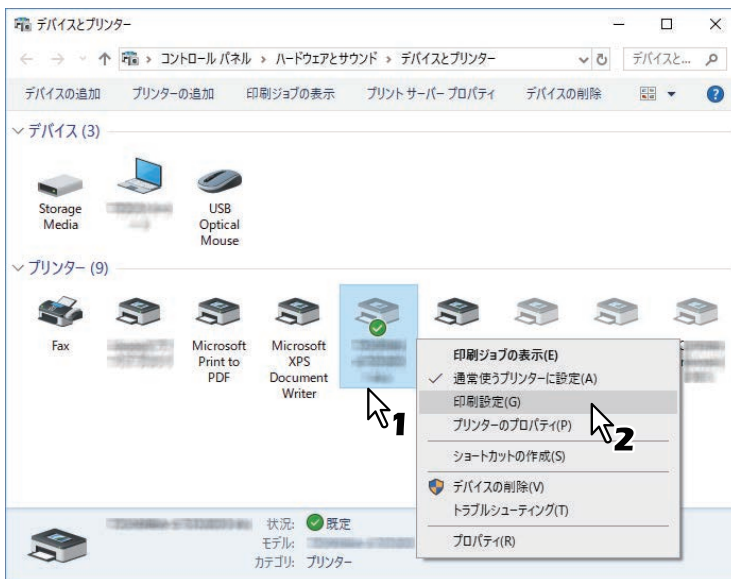 デバイスとプリンター
コントロール パネル › ハードウェアとサウンド › デバイスとプリンター
デバイスと...
デバイスの追加 プリンターの追加 印刷ジョブの表示 プリント サーバー プロパティ デバイスの削除
デバイス (3)
Storage
Media
USB
Optical
Mouse
プリンター (9)
Fax
Microsoft
Print to
PDF
Microsoft
XPS
Document
Writer
1
印刷ジョブの表示(E)
通常使うプリンターに設定(A)
印刷設定(G)
2
プリンターのプロパティ(P)
ショートカットの作成(S)
デバイスの削除(V)
トラブルシューティング(T)
プロパティ(R)
状況: 既定
モデル:
カテゴリ: プリンター